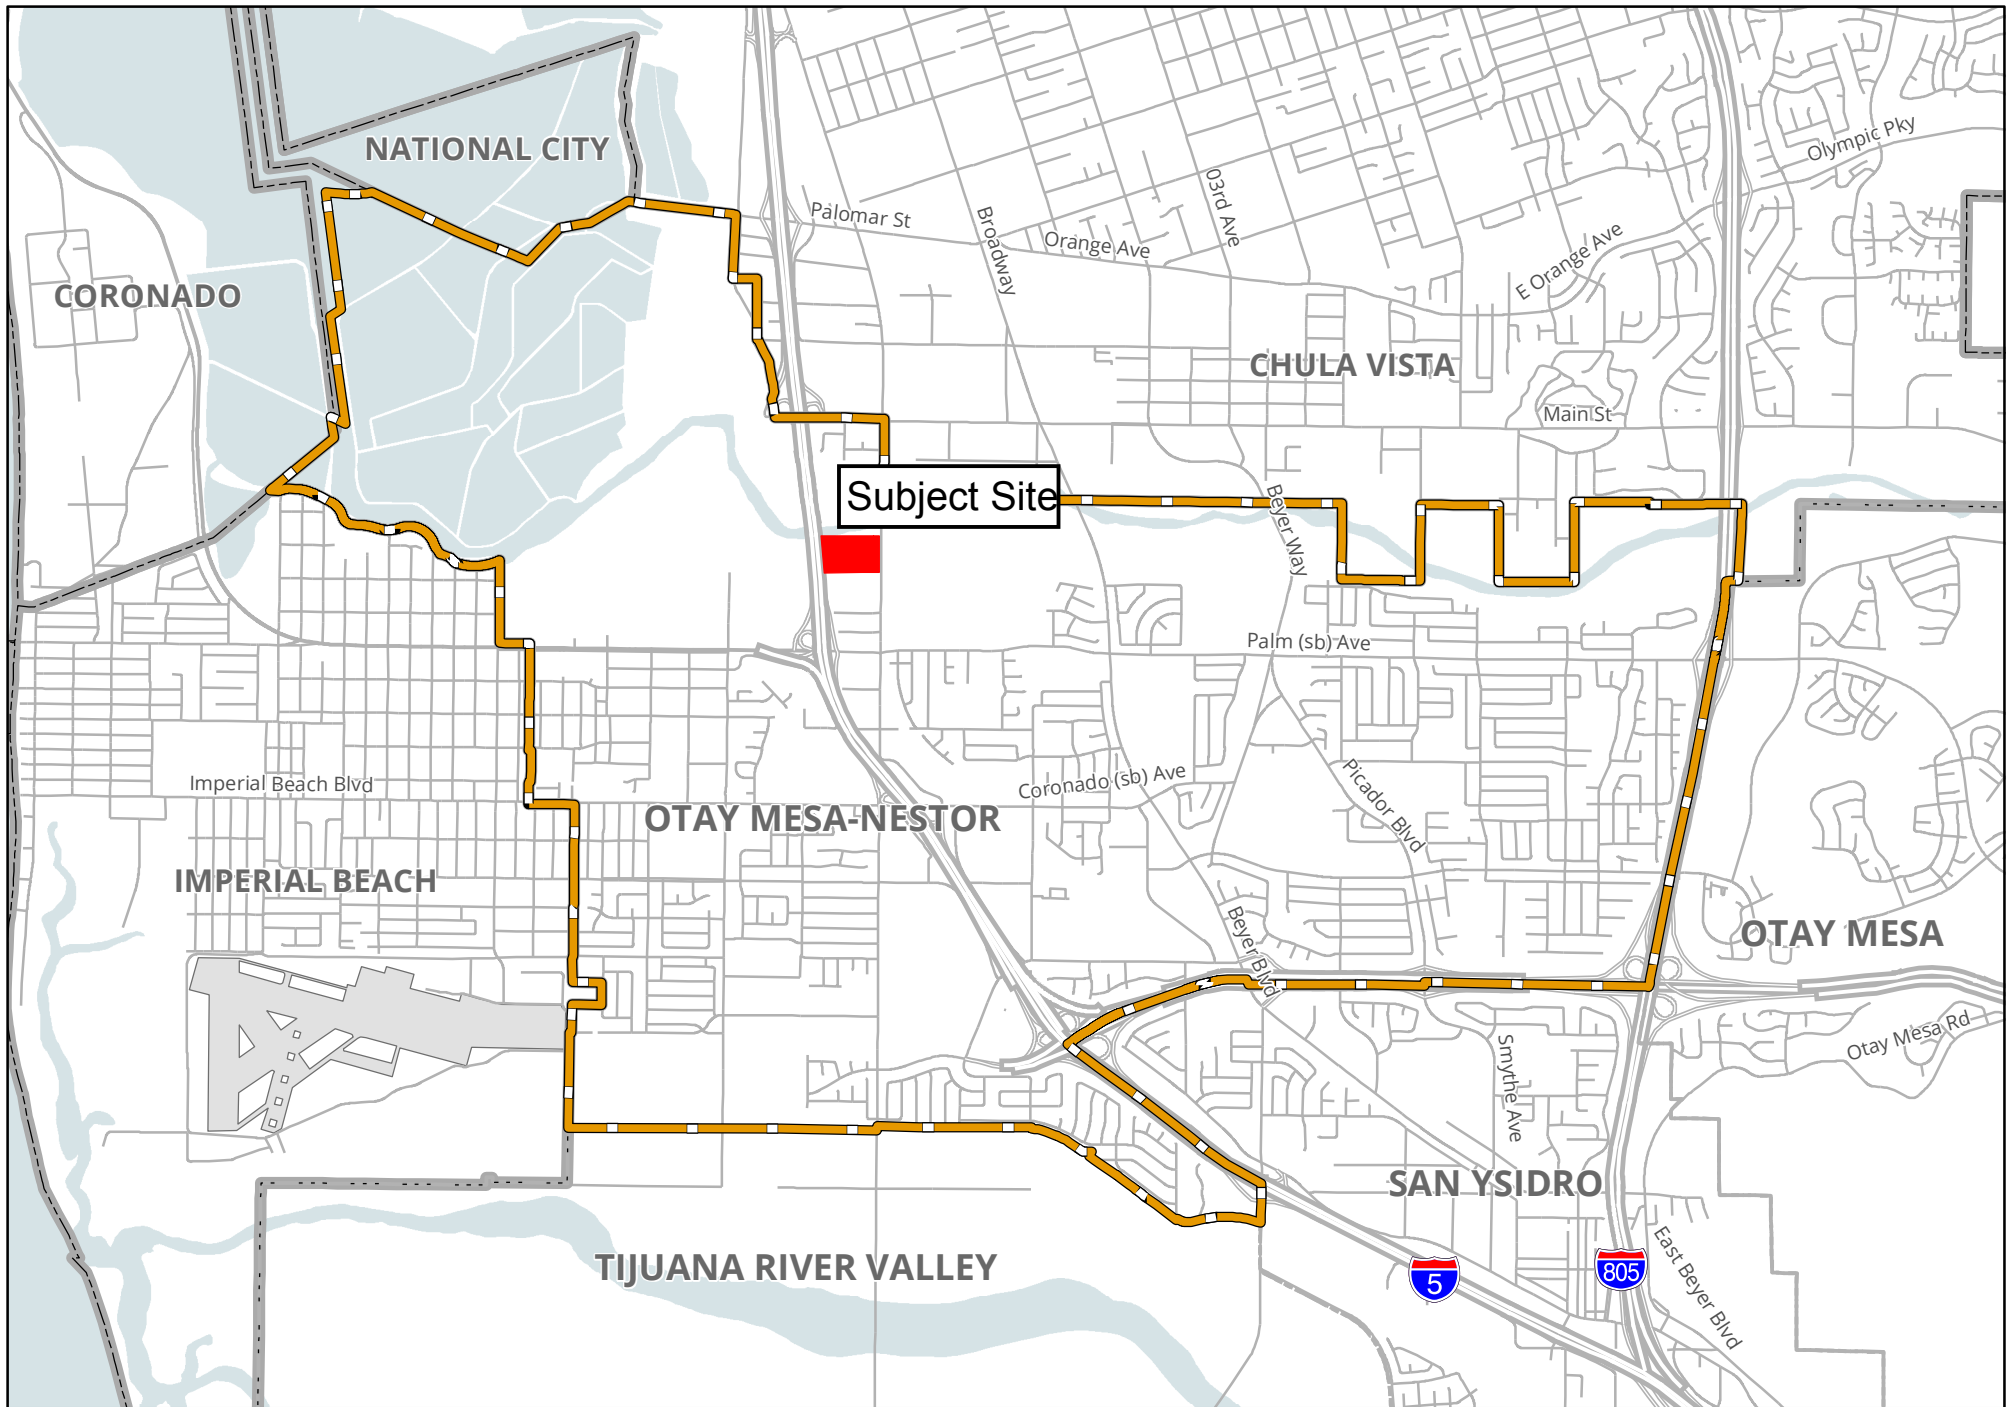 Olympic Pky
NATIONAL CITY
03rd Ave
Palomar St
Broadway
Orange Ave
E Orange Ave
CORONADO
CHULA VISTA
Main St
Subject Site
Beyer Way
Palm (sb) Ave
Imperial Beach Blvd
Coronado (sb) Ave
Picador Blvd
OTAY MESA-NESTOR
IMPERIAL BEACH
Beyer Blvd
OTAY MESA
Otay Mesa Rd
Smythe Ave
SAN YSIDRO
TIJUANA RIVER VALLEY
5
805
East Beyer Blvd